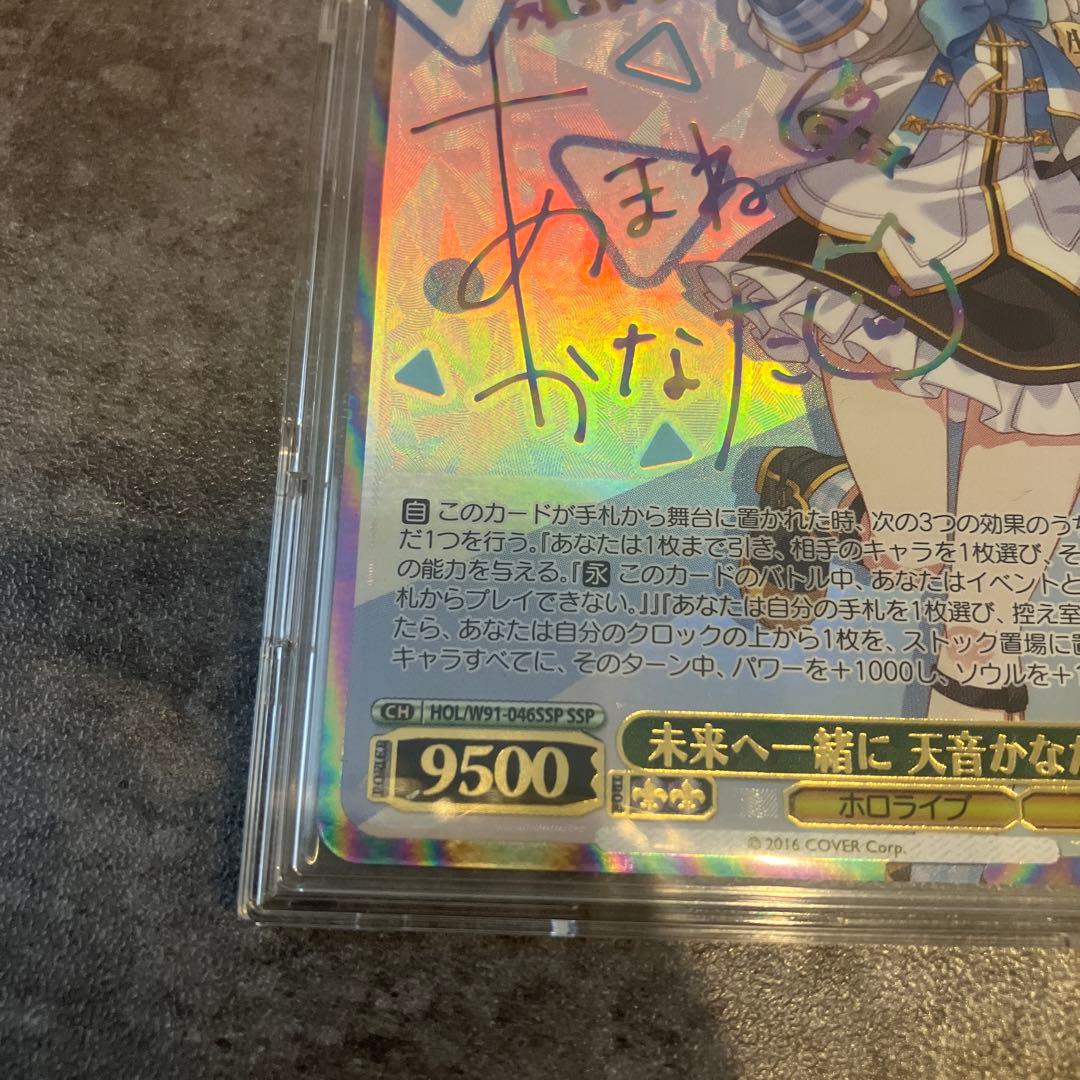 あまね
かなた
自 このカードが手札から舞台に置かれた時、次の3つの効果のうち
だ1つを行う。『あなたは1枚まで引き、相手のキャラを1枚選び、そ
の能力を与える。『永 このカードのバトル中、あなたはイベントと
札からプレイできない。』』『あなたは自分の手札を1枚選び、控え室
たら、あなたは自分のクロックの上から1枚を、ストック置場に置
キャラすべてに、そのターン中、パワーを＋1000し、ソウルを＋1
CH HOL/W91-046SSP SSP
POWER 9500
未来へ一緒に 天音かなた
SOUL
ホロライブ
© 2016 COVER Corp.